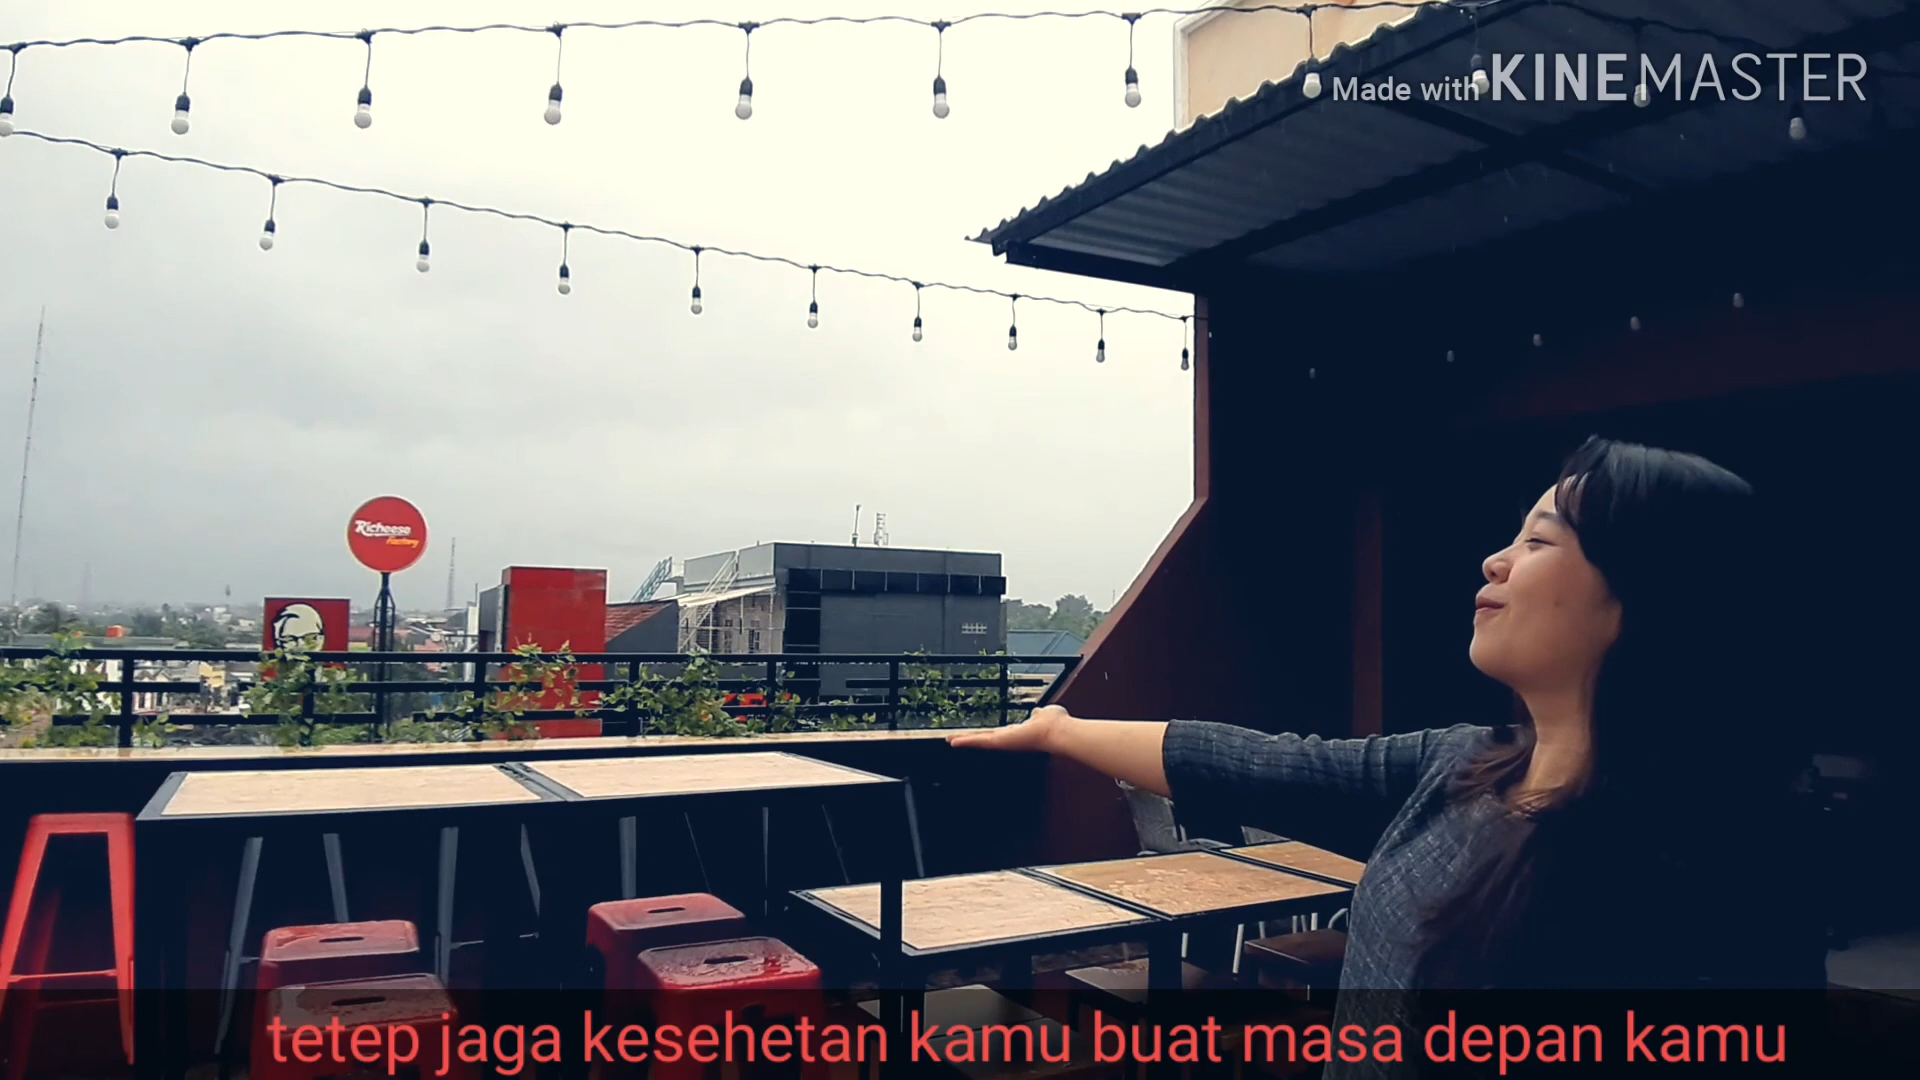 Made with KINEMASTER
Richeese
Factory
tetep jaga kesehetan kamu buat masa depan kamu